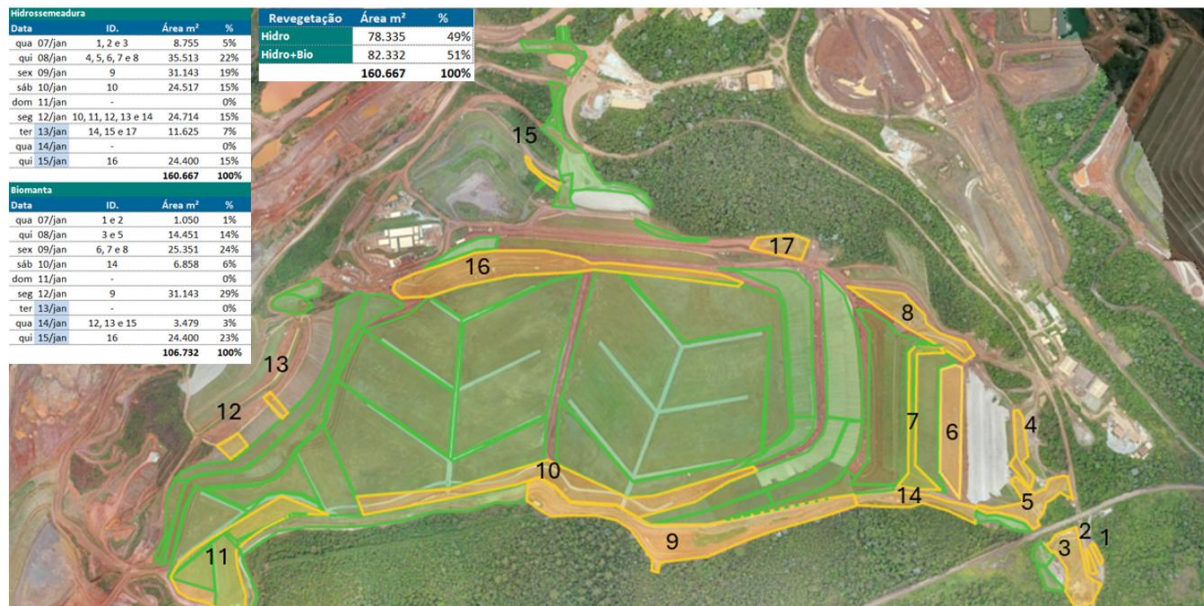 Hidrossemeadura
Data ID. Área m² %
qua 07/jan 1, 2 e 3 8.755 5%
qui 08/jan 4, 5, 6, 7 e 8 35.513 22%
sex 09/jan 9 31.143 19%
sáb 10/jan 10 24.517 15%
dom 11/jan - 0%
seg 12/jan 10, 11, 12, 13 e 14 24.714 15%
ter 13/jan 14, 15 e 17 11.625 7%
qua 14/jan - 0%
qui 15/jan 16 24.400 15%
160.667 100%
Biomanta
Data ID. Área m² %
qua 07/jan 1 e 2 1.050 1%
qui 08/jan 3 e 5 14.451 14%
sex 09/jan 6, 7 e 8 25.351 24%
sáb 10/jan 14 6.858 6%
dom 11/jan - 0%
seg 12/jan 9 31.143 29%
ter 13/jan - 0%
qua 14/jan 12, 13 e 15 3.479 3%
qui 15/jan 16 24.400 23%
106.732 100%
Revegetação Área m² %
Hidro 78.335 49%
Hidro+Bio 82.332 51%
160.667 100%
15
17
16
8
13
12
7
6
4
10
14
5
9
11
3
2
1